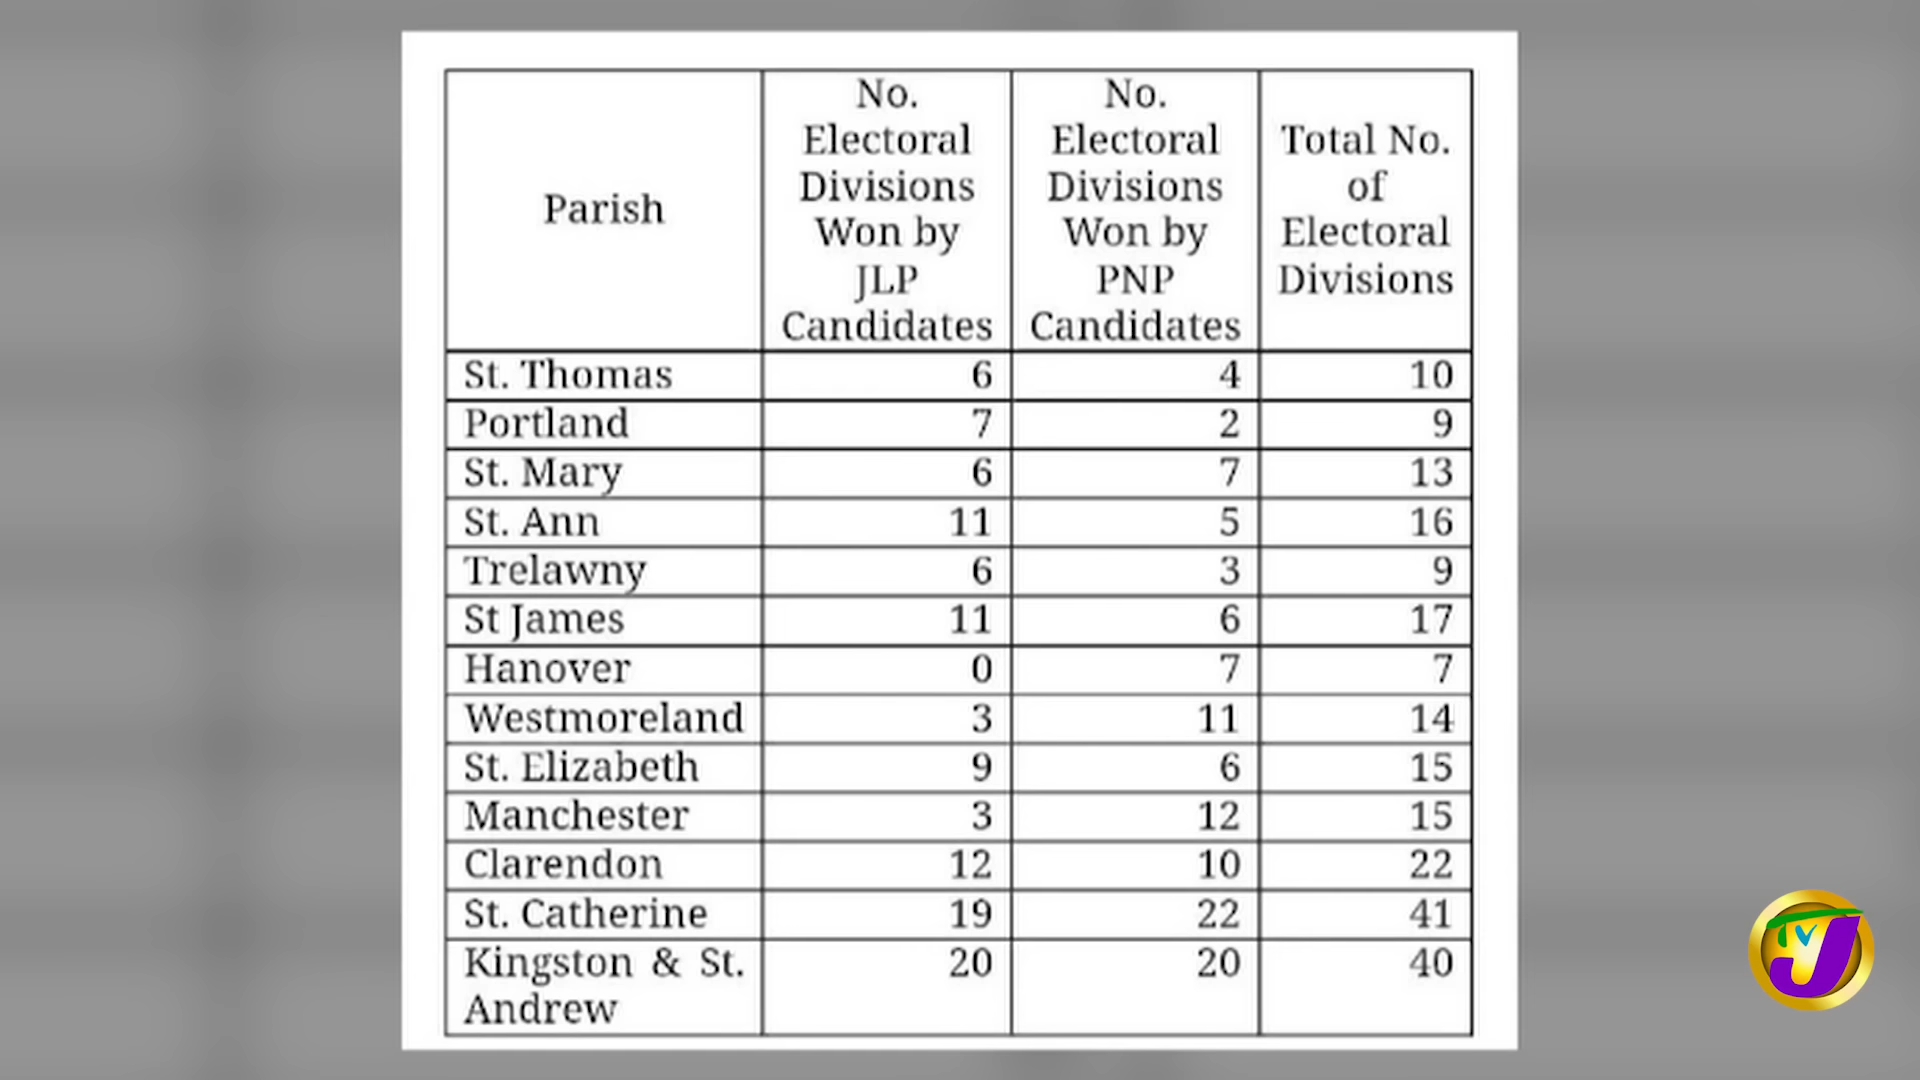 Parish
No.
Electoral
Divisions
Won by
JLP
Candidates
No.
Electoral
Divisions
Won by
PNP
Candidates
Total No.
of
Electoral
Divisions
St. Thomas 6 4 10
Portland 7 2 9
St. Mary 6 7 13
St. Ann 11 5 16
Trelawny 6 3 9
St James 11 6 17
Hanover 0 7 7
Westmoreland 3 11 14
St. Elizabeth 9 6 15
Manchester 3 12 15
Clarendon 12 10 22
St. Catherine 19 22 41
Kingston & St. 20 20 40
Andrew
TVJ